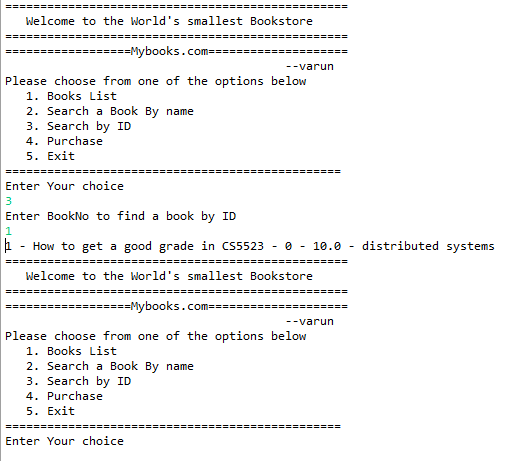 =================================================
   Welcome to the World's smallest Bookstore
=================================================
==================Mybooks.com====================
                                        --varun
Please choose from one of the options below
   1. Books List
   2. Search a Book By name
   3. Search by ID
   4. Purchase
   5. Exit
================================================
Enter Your choice
3
Enter BookNo to find a book by ID
1
1 - How to get a good grade in CS5523 - 0 - 10.0 - distributed systems
=================================================
   Welcome to the World's smallest Bookstore
=================================================
==================Mybooks.com====================
                                        --varun
Please choose from one of the options below
   1. Books List
   2. Search a Book By name
   3. Search by ID
   4. Purchase
   5. Exit
================================================
Enter Your choice